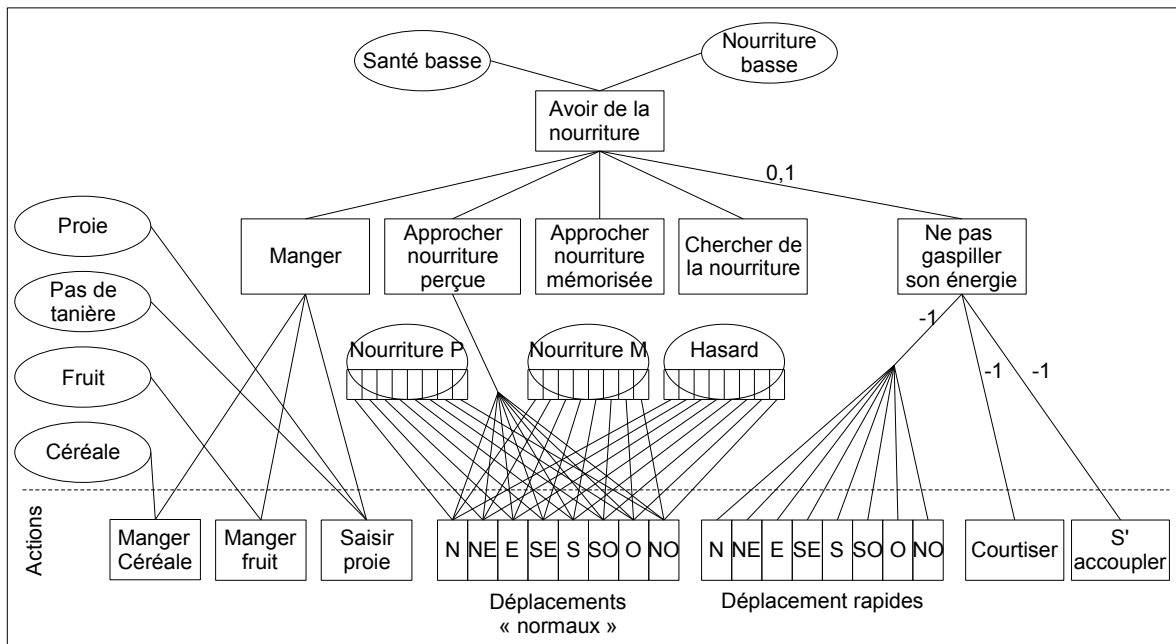 Santé basse
Nourriture
basse
Avoir de la
nourriture
0,1
Proie
Manger
Approcher
nourriture
perçue
Approcher
nourriture
mémorisée
Chercher de
la nourriture
Ne pas
gaspiller
son énergie
Pas de
tanière
-1
Nourriture P
Nourriture M
Hasard
Fruit
-1
-1
Céréale
Actions
Manger
Céréale
Manger
fruit
Saisir
proie
N NE E SE S SO O NO
N NE E SE S SO O NO
Courtiser
S'
accoupler
Déplacements
« normaux »
Déplacement rapides